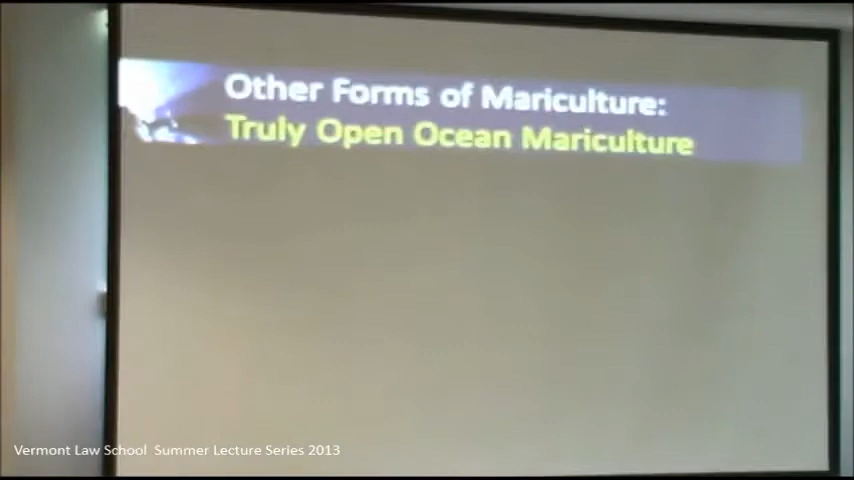 Other Forms of Mariculture:
Truly Open Ocean Mariculture
Vermont Law School Summer Lecture Series 2013